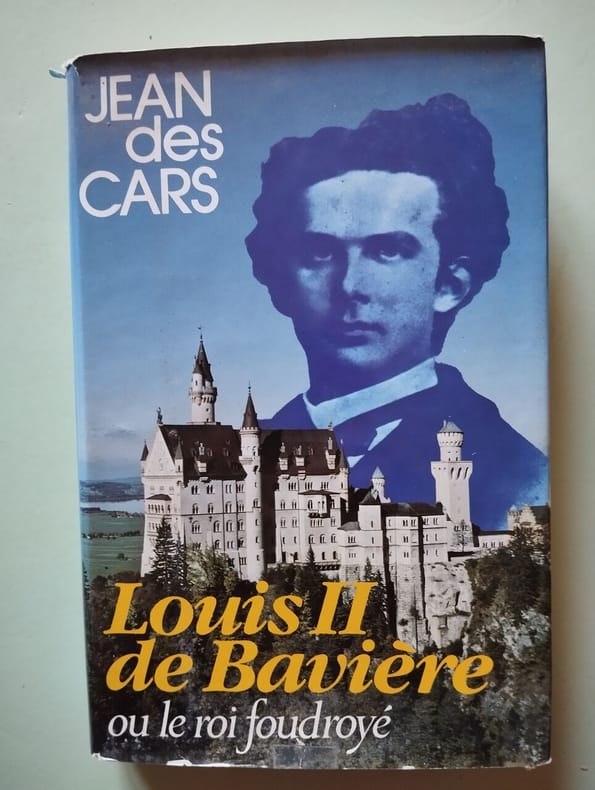 JEAN
des
CARS
Louis II
de Bavière
ou le roi foudroyé